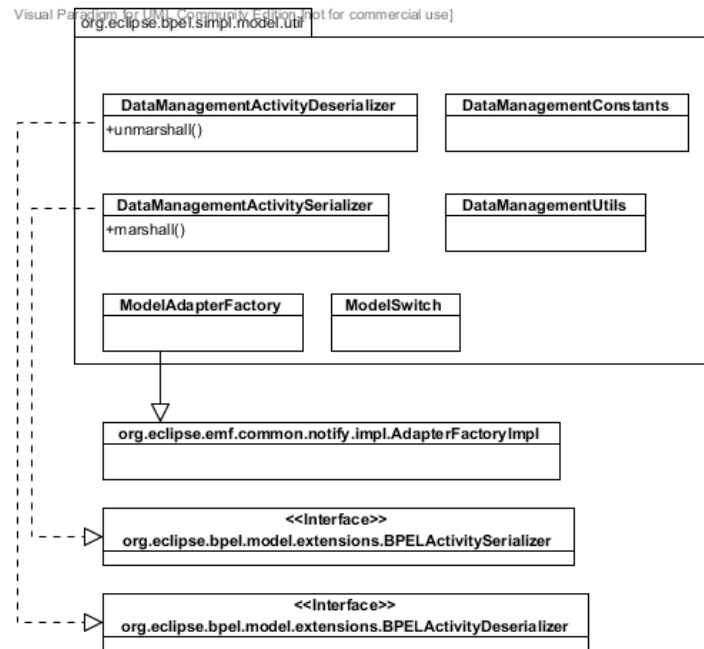 Visual Paradigm for UML Community Edition [not for commercial use]
org.eclipse.bpel.simpl.model.util
DataManagementActivityDeserializer
+unmarshall()
DataManagementConstants
DataManagementActivitySerializer
+marshall()
DataManagementUtils
ModelAdapterFactory
ModelSwitch
org.eclipse.emf.common.notify.impl.AdapterFactoryImpl
<<Interface>>
org.eclipse.bpel.model.extensions.BPELActivitySerializer
<<Interface>>
org.eclipse.bpel.model.extensions.BPELActivityDeserializer